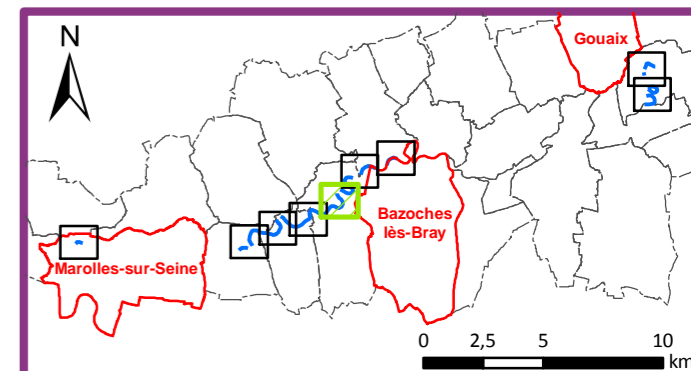 N
Gouaix
Bazoches
lès-Bray
Marolles-sur-Seine
0 2,5 5 10
km